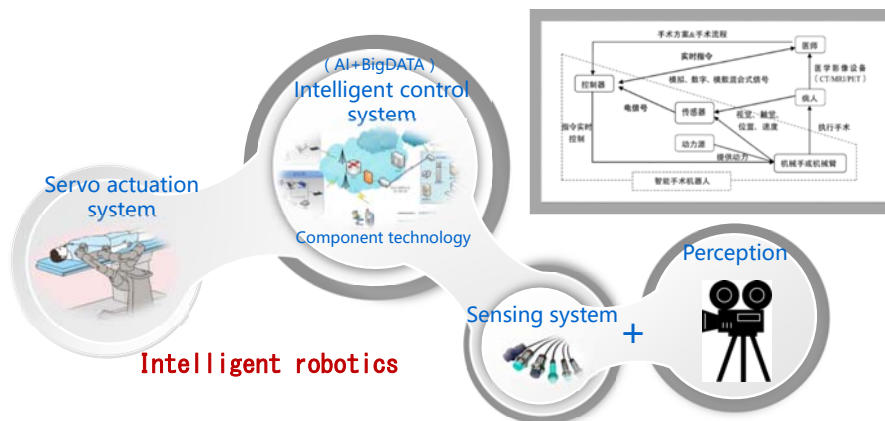 （AI+BigDATA）
Intelligent control
system
Component technology
Servo actuation
system
Sensing system
+
Perception
Intelligent robotics
手术方案&手术流程
医师
实时指令
医学影像设备
（CT/MRJ/PET）
模拟、数字、模数混合式信号
控制器
病人
电信号
传感器
视觉、触觉、
位置、速度
执行手术
指令实时
控制
动力源
提供动力
机械手或机械臂
智能手术机器人